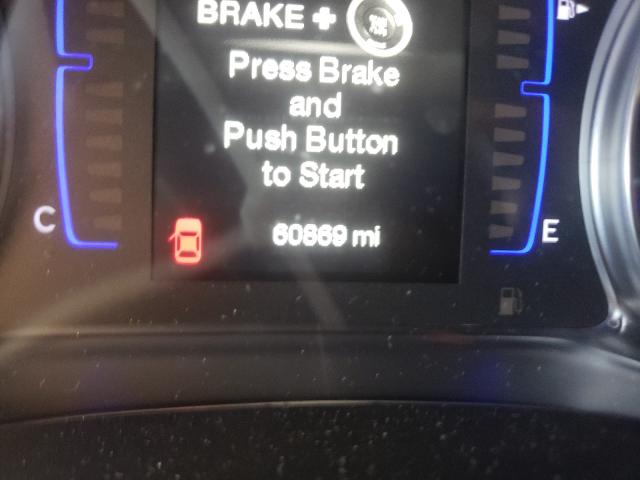 BRAKE +
Press Brake
and
Push Button
to Start
C
60869 mi
E